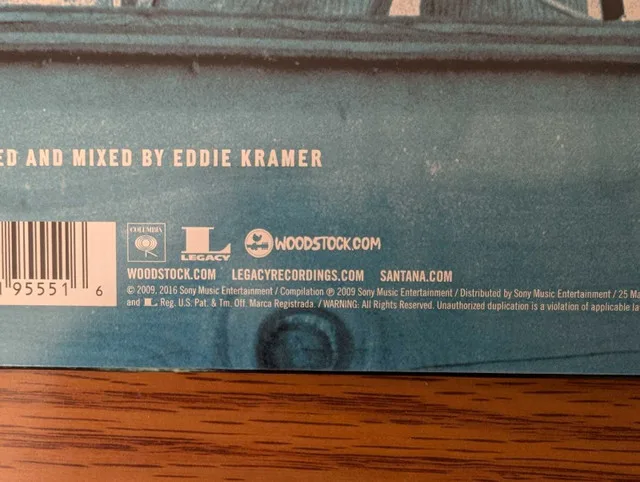 ED AND MIXED BY EDDIE KRAMER
COLUMBIA
L
LEGACY
WOODSTOCK.COM
WOODSTOCK.COM LEGACYRECORDINGS.COM SANTANA.COM
95551 6
© 2009, 2016 Sony Music Entertainment / Compilation ℗ 2009 Sony Music Entertainment / Distributed by Sony Music Entertainment / 25 Ma
and L Reg. U.S. Pat. & Tm. Off. Marca Registrada. / WARNING: All Rights Reserved. Unauthorized duplication is a violation of applicable la